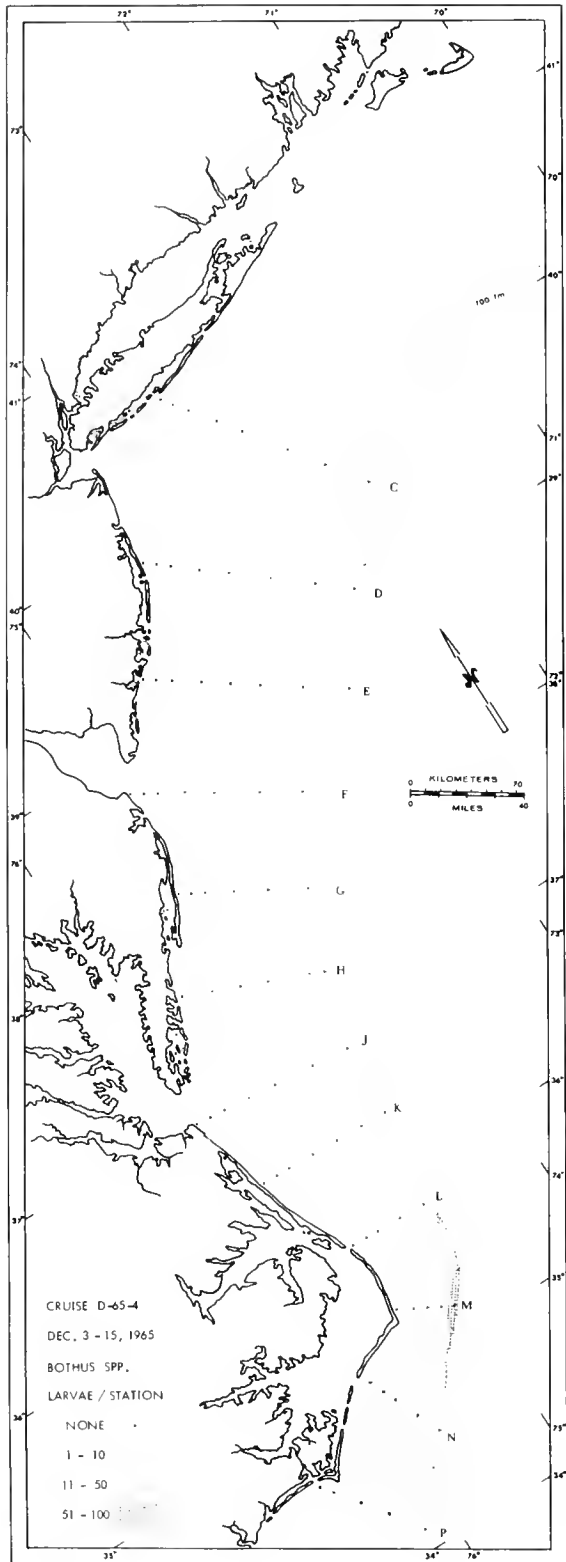 72°
71°
70°
41°
73°
70°
40°
100 fm
74°
41°
71°
39°
C
D
40°
75°
E
72°
38°
N
KILOMETERS
0 70
F
0 40
MILES
39°
76°
37°
G
73°
H
38°
J
36°
K
74°
L
37°
35°
M
CRUISE D-65-4
DEC. 3 - 15, 1965
BOTHUS SPP.
LARVAE / STATION
NONE
1 - 10
11 - 50
51 - 100
36°
75°
N
34°
P
35°
34° 76°